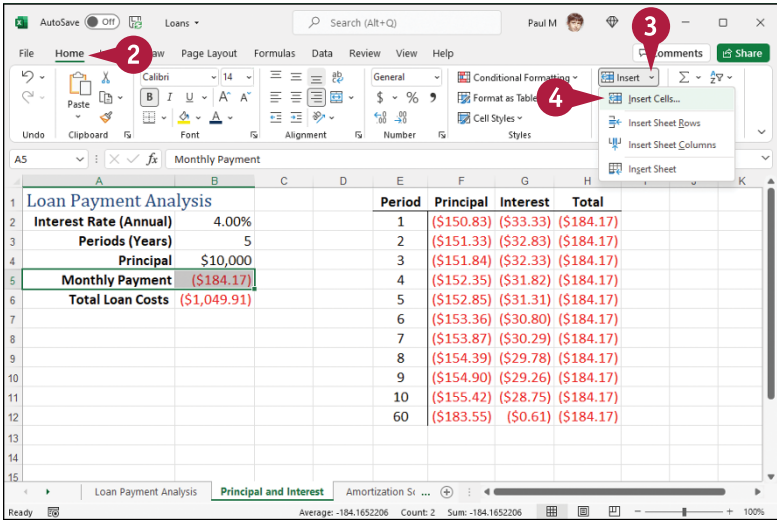 AutoSave Off Loans Search (Alt+Q) Paul M
3
File Home aw Page Layout Formulas Data Review View Help omments Share
2
Calibri 14 General Conditional Formatting Insert
Paste B I U A A $ % 9 Format as Table 4 Insert Cells...
A Cell Styles Insert Sheet Rows
Undo Clipboard Font Alignment Number Styles Insert Sheet Columns
A5 fx Monthly Payment Insert Sheet
A B C D E F G H K
1 Loan Payment Analysis Period Principal Interest Total
2 Interest Rate (Annual) 4.00% 1 ($150.83) ($33.33) ($184.17)
3 Periods (Years) 5 2 ($151.33) ($32.83) ($184.17)
4 Principal $10,000 3 ($151.84) ($32.33) ($184.17)
5 Monthly Payment ($184.17) 4 ($152.35) ($31.82) ($184.17)
6 Total Loan Costs ($1,049.91) 5 ($152.85) ($31.31) ($184.17)
7 6 ($153.36) ($30.80) ($184.17)
8 7 ($153.87) ($30.29) ($184.17)
9 8 ($154.39) ($29.78) ($184.17)
10 9 ($154.90) ($29.26) ($184.17)
11 10 ($155.42) ($28.75) ($184.17)
12 60 ($183.55) ($0.61) ($184.17)
13
14
15
Loan Payment Analysis Principal and Interest Amortization Sc ...
Ready Average: -184.1652206 Count: 2 Sum: -184.1652206 100%